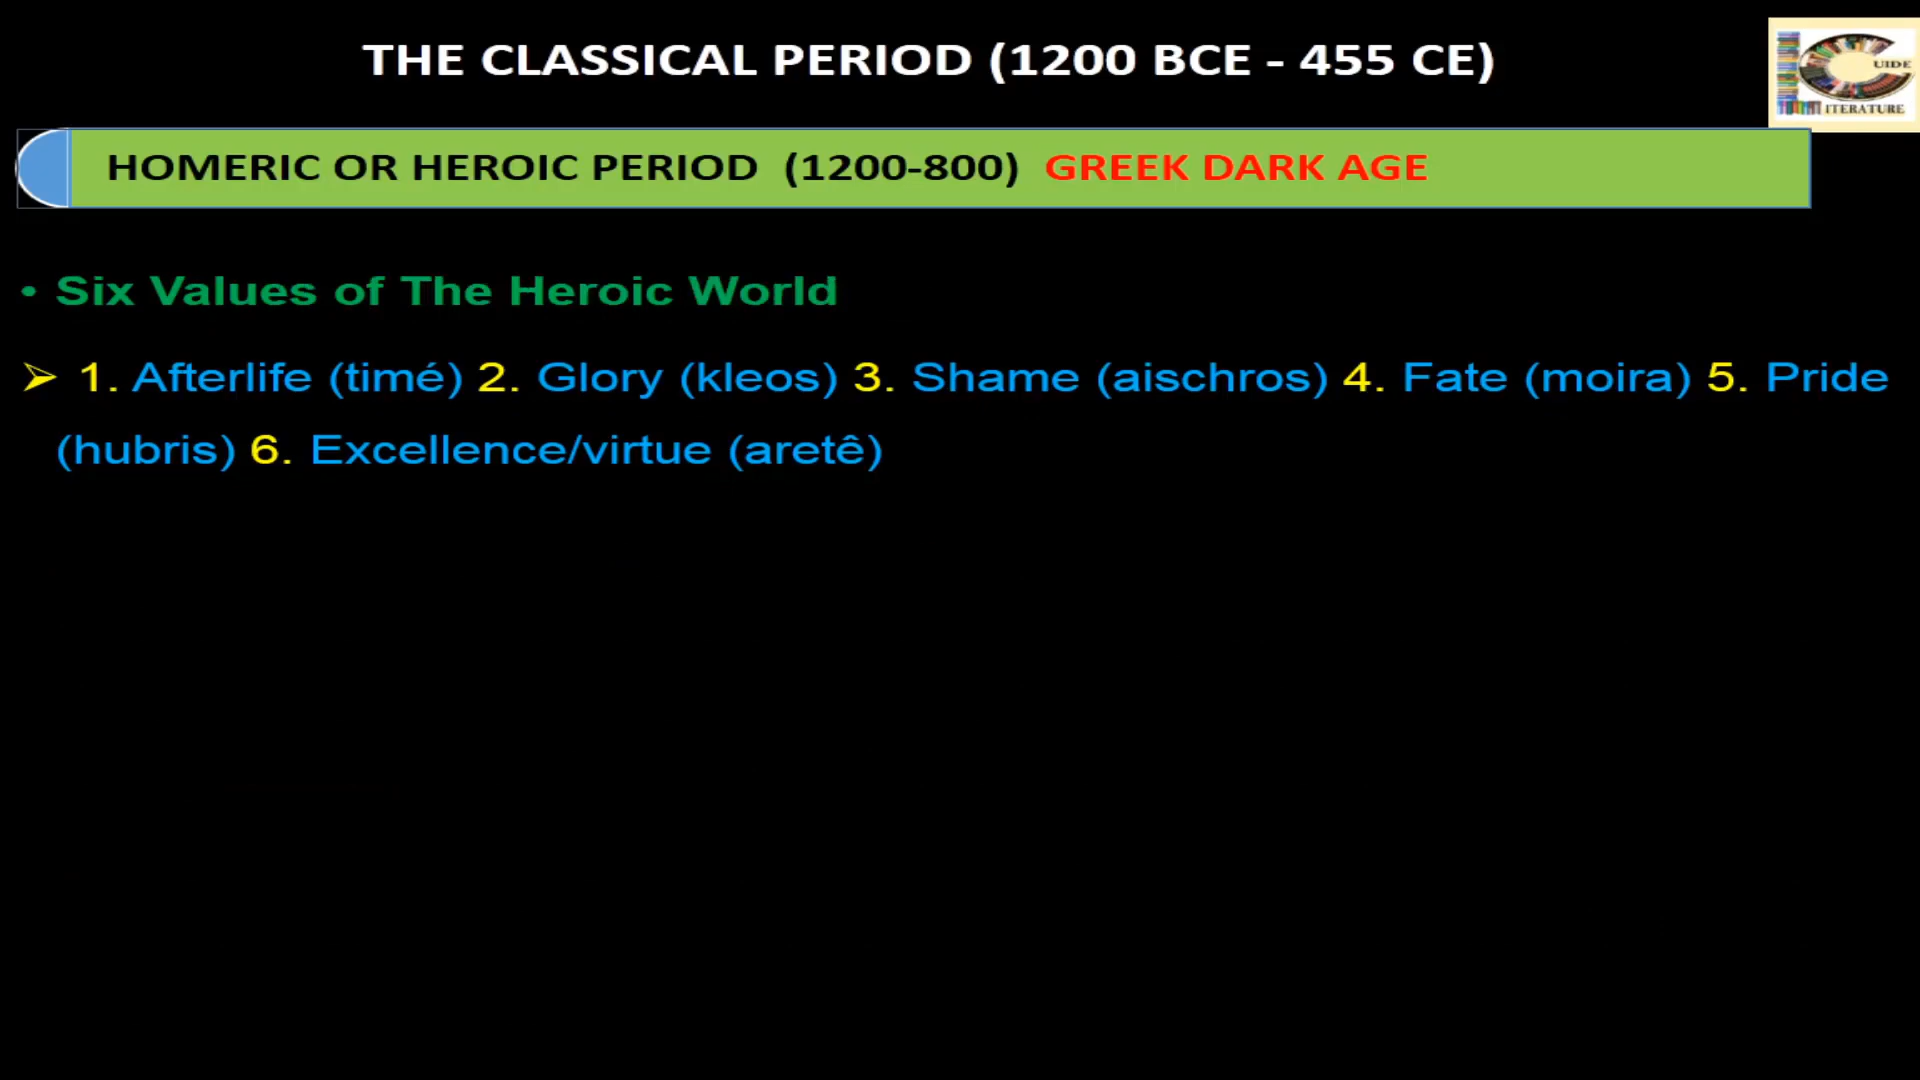 THE CLASSICAL PERIOD (1200 BCE - 455 CE)
UIDE
ITERATURE
HOMERIC OR HEROIC PERIOD (1200-800) GREEK DARK AGE
• Six Values of The Heroic World
➢ 1. Afterlife (timé) 2. Glory (kleos) 3. Shame (aischros) 4. Fate (moira) 5. Pride
(hubris) 6. Excellence/virtue (aretê)